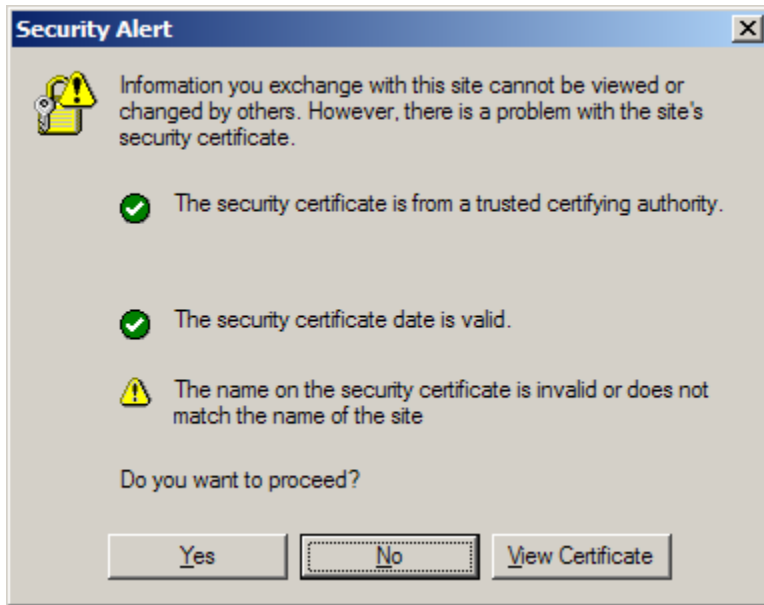 Security Alert
Information you exchange with this site cannot be viewed or
changed by others. However, there is a problem with the site's
security certificate.
The security certificate is from a trusted certifying authority.
The security certificate date is valid.
The name on the security certificate is invalid or does not
match the name of the site
Do you want to proceed?
Yes No View Certificate